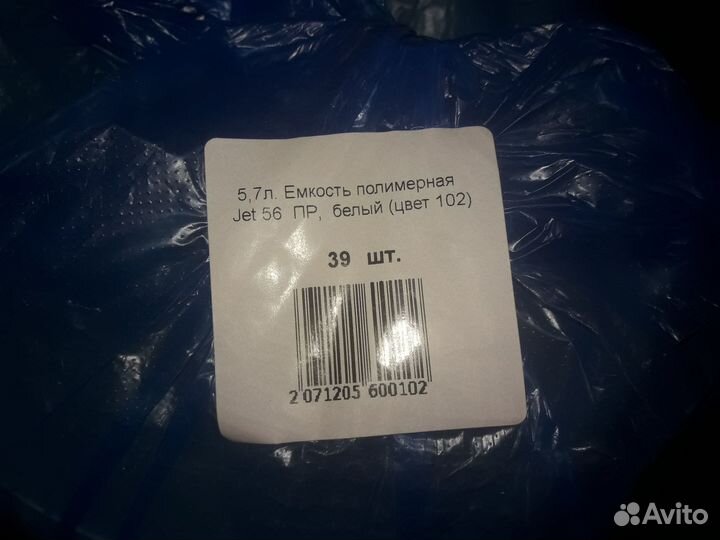 5,7л. Емкость полимерная
Jet 56 ПР, белый (цвет 102)
39 шт.
2 071205 600102
Avito